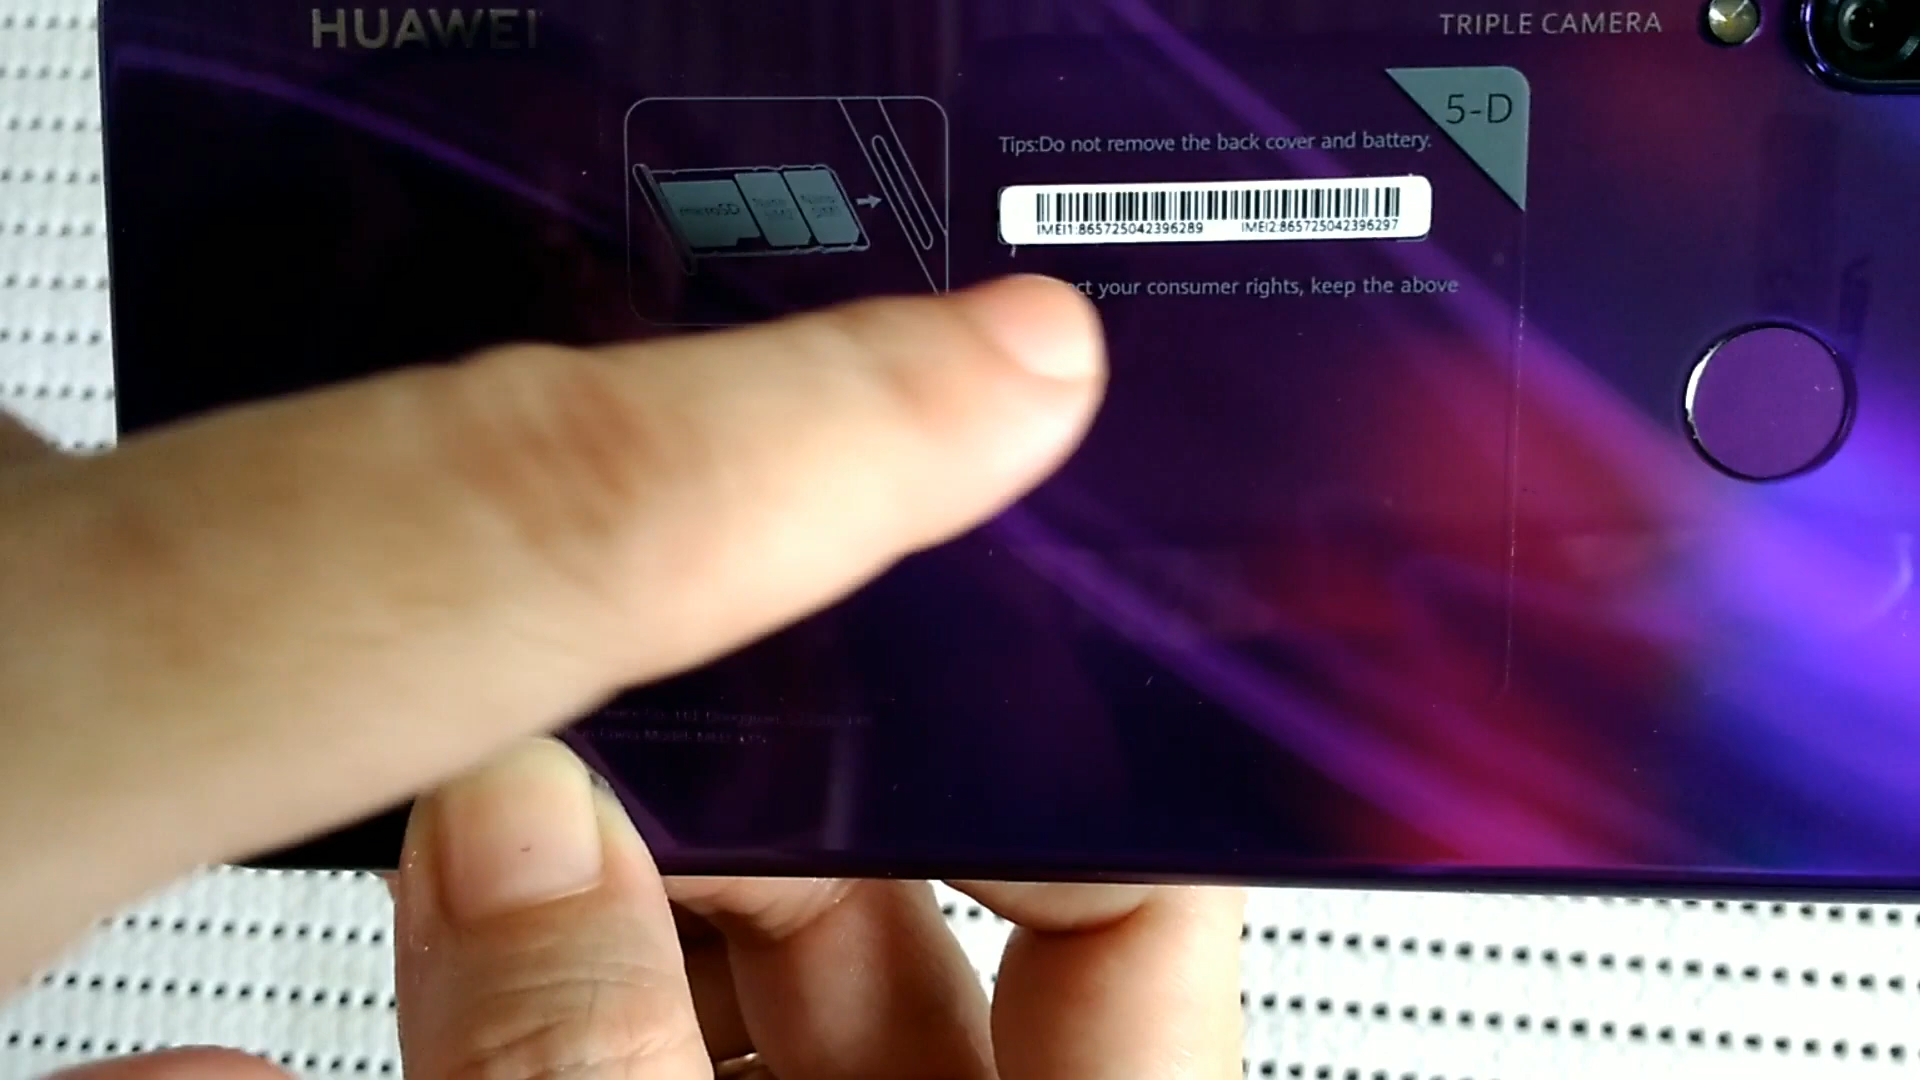 HUAWEI
TRIPLE CAMERA
5-D
Tips:Do not remove the back cover and battery.
microSD
IMEI1:865725042396289 IMEI2:865725042396297
your consumer rights, keep the above